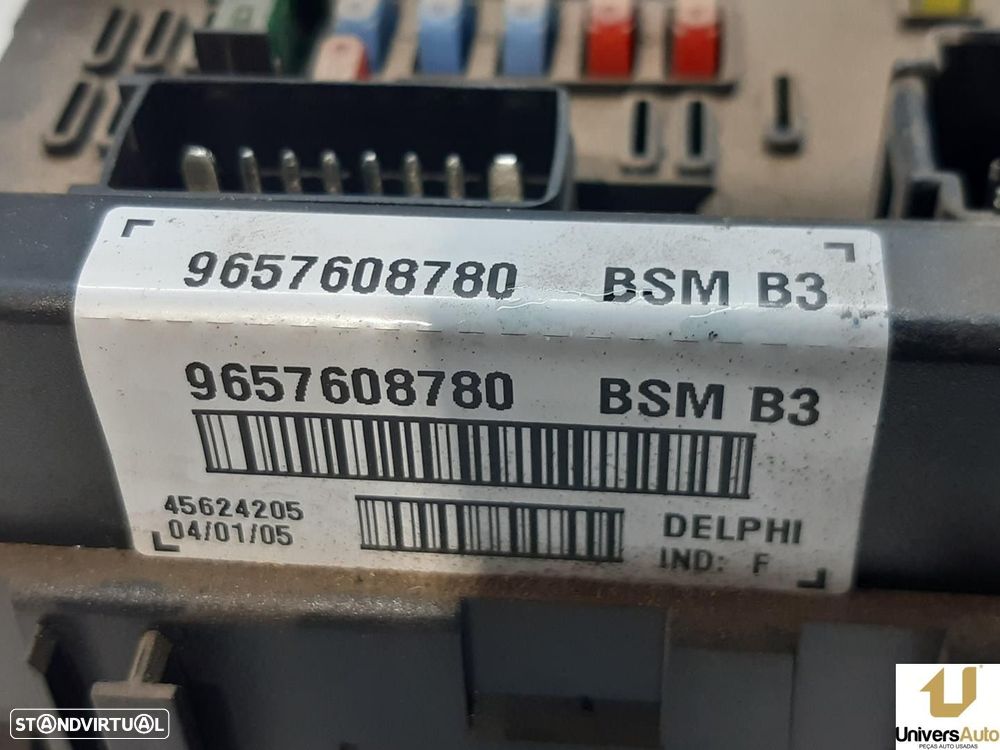 9657608780 BSM B3
9657608780 BSM B3
45624205
04/01/05
DELPHI
IND: F
STANDVIRTUAL
UniversAuto
PEÇAS AUTO USADAS